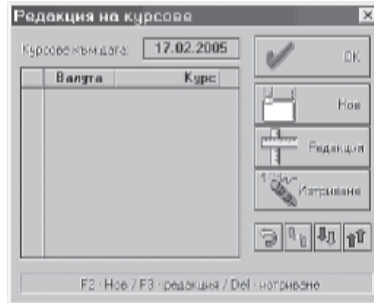 Редакция на курсове
Курсове към дата: 17.02.2005
OK
Валута Курс
Нов
Редакция
Изтриване
F2 - Нов / F3 - редакция / Del - изтриване